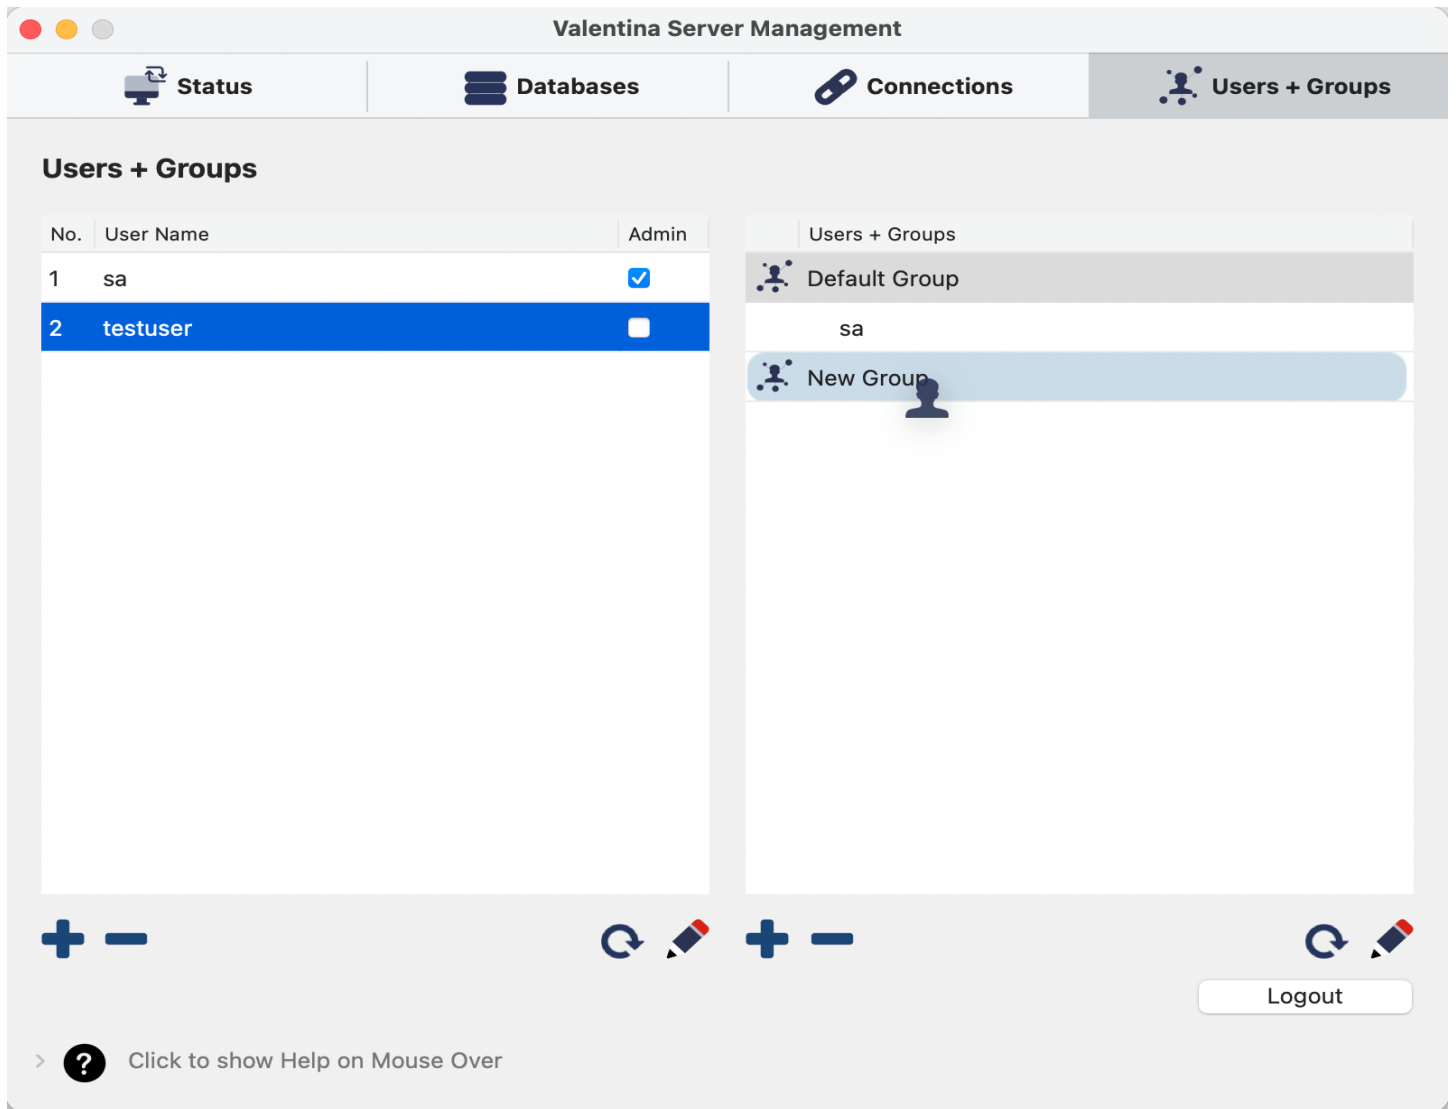 Valentina Server Management
Status Databases Connections Users + Groups
Users + Groups
No. User Name Admin
1 sa
2 testuser
Users + Groups
Default Group
sa
New Group
Logout
? Click to show Help on Mouse Over